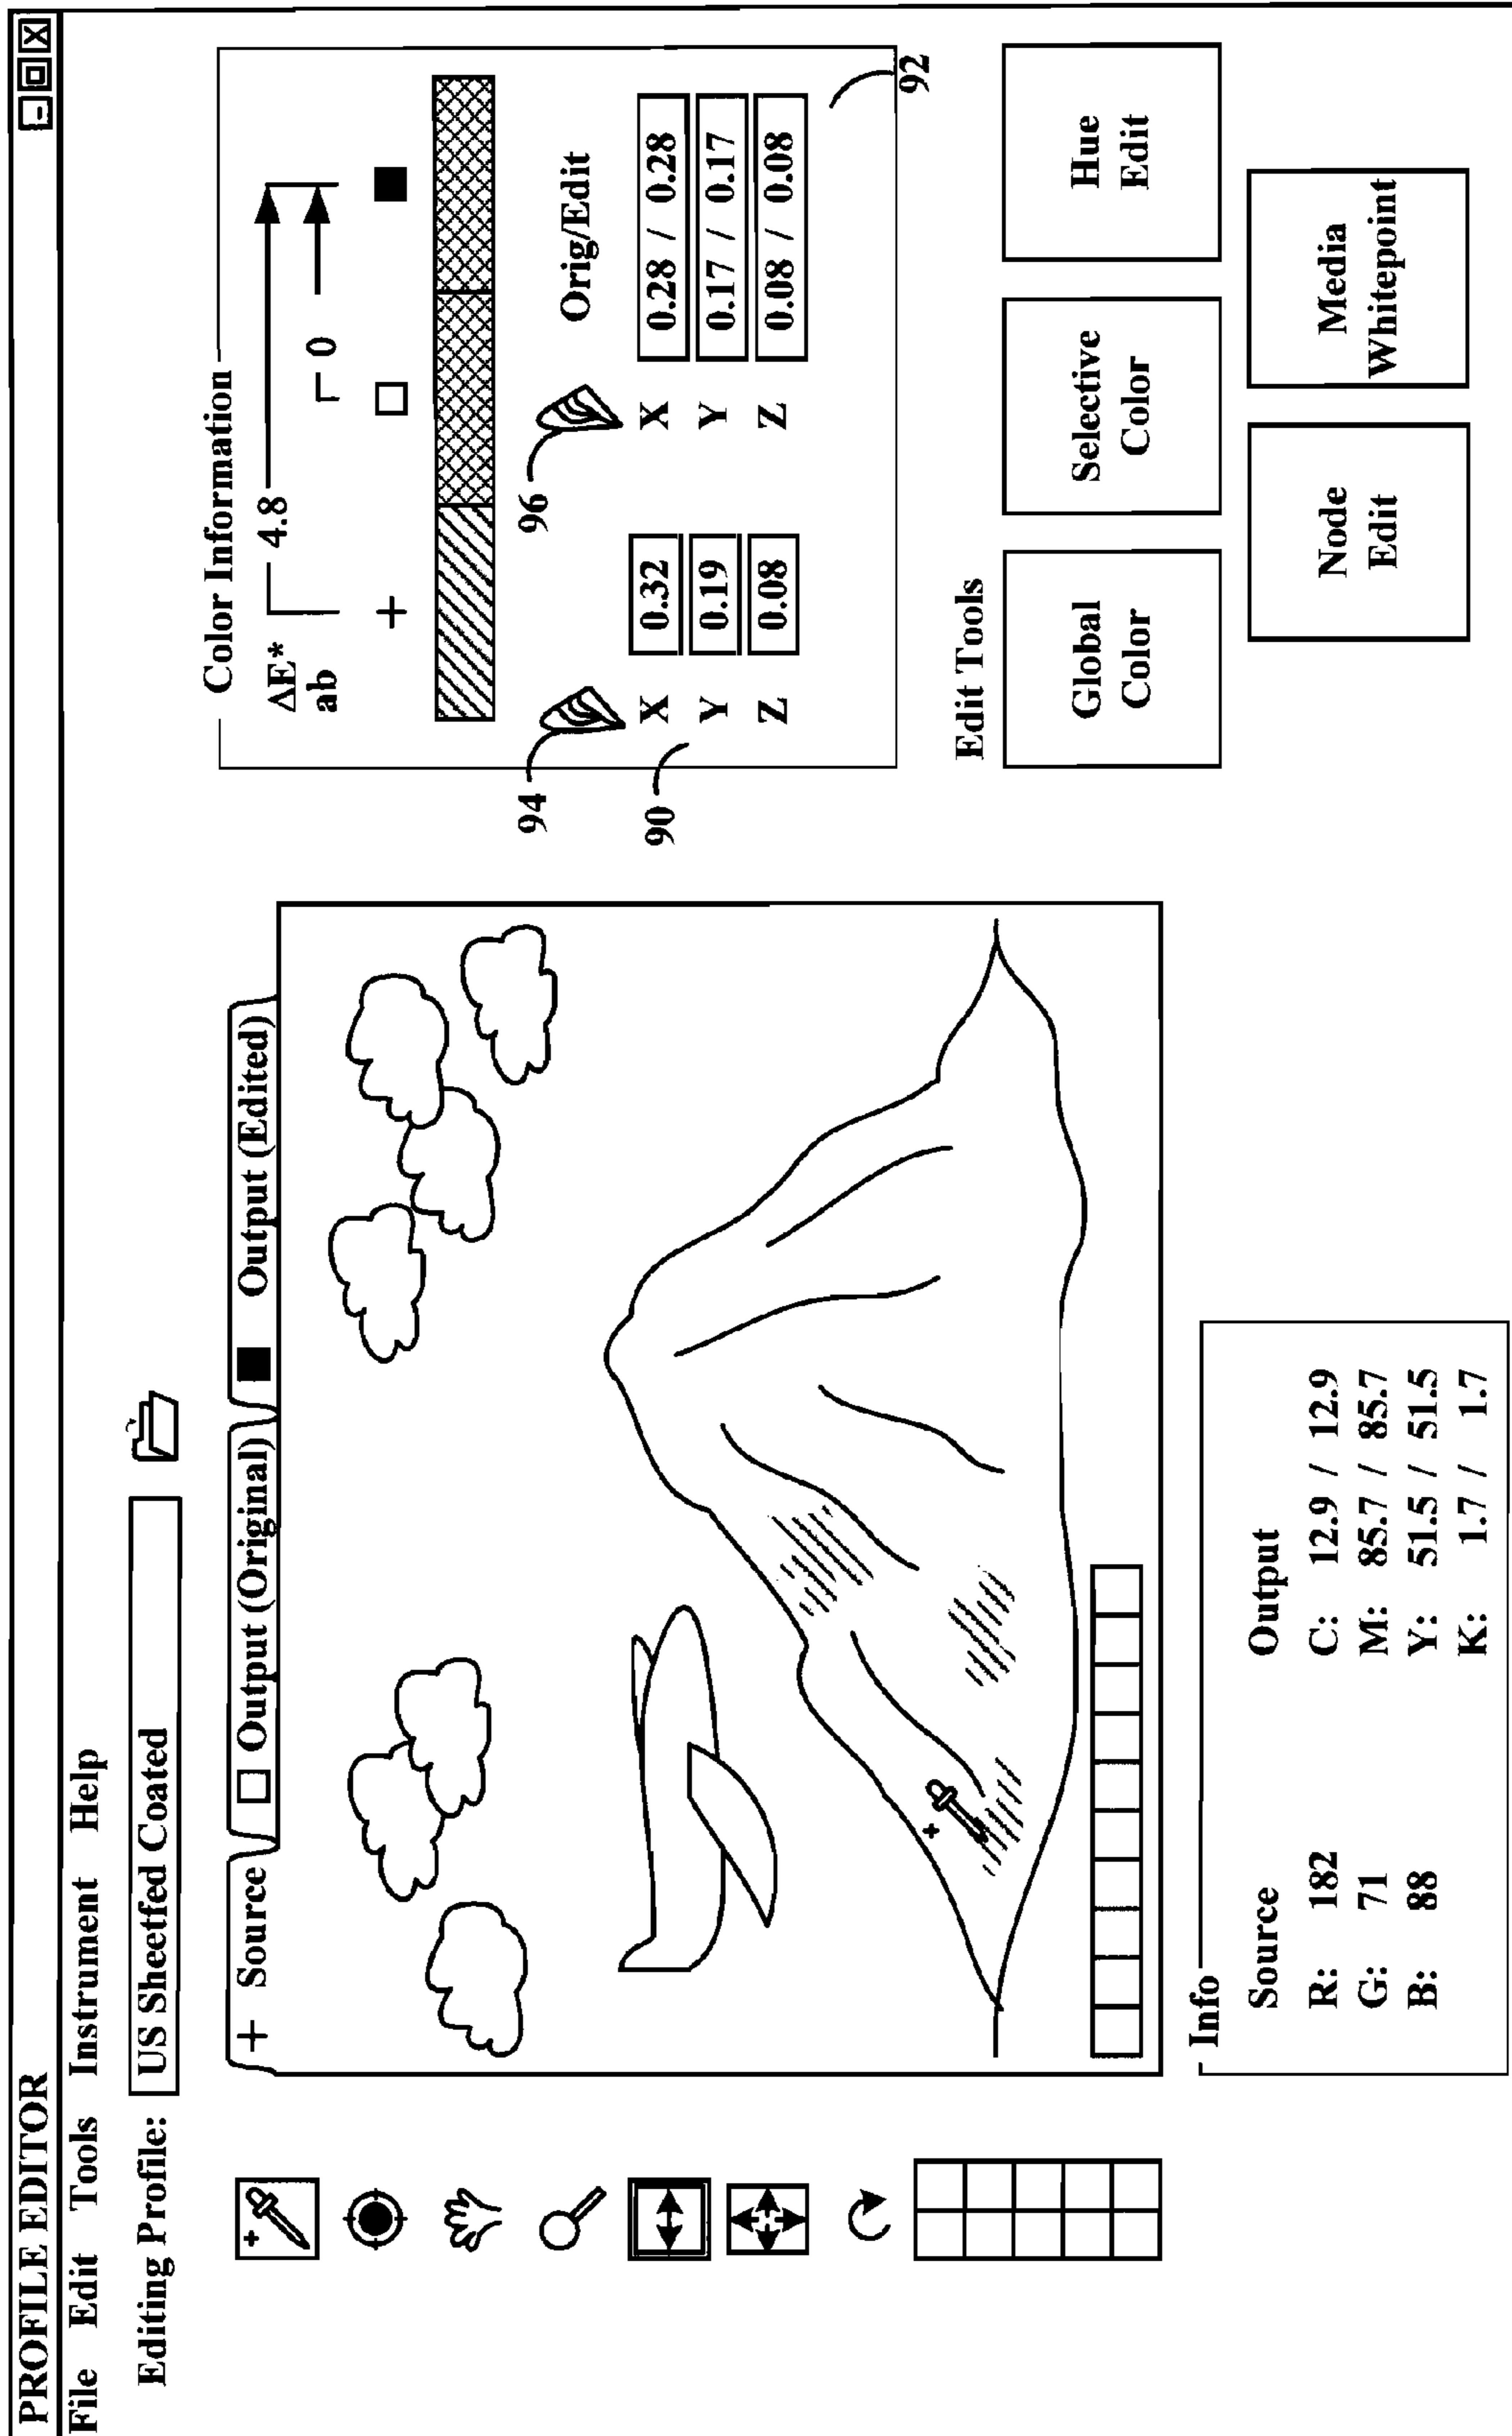 PROFILE EDITOR
File Edit Tools Instrument Help
Editing Profile: US Sheetfed Coated
+ Source
Output (Original)
Output (Edited)
Color Information
ΔE*
ab
4.8
0
+
94
96
Orig/Edit
90
X 0.32
Y 0.19
Z 0.08
X 0.28 / 0.28
Y 0.17 / 0.17
Z 0.08 / 0.08
92
Edit Tools
Global
Color
Selective
Color
Hue
Edit
Node
Edit
Media
Whitepoint
Info
Source
R: 182
G: 71
B: 88
Output
C: 12.9 / 12.9
M: 85.7 / 85.7
Y: 51.5 / 51.5
K: 1.7 / 1.7